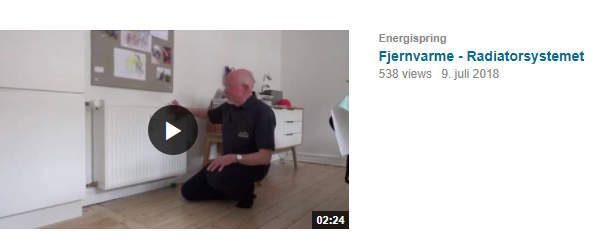 Energispring
Fjernvarme - Radiatorsystemet
538 views 9. juli 2018
02:24